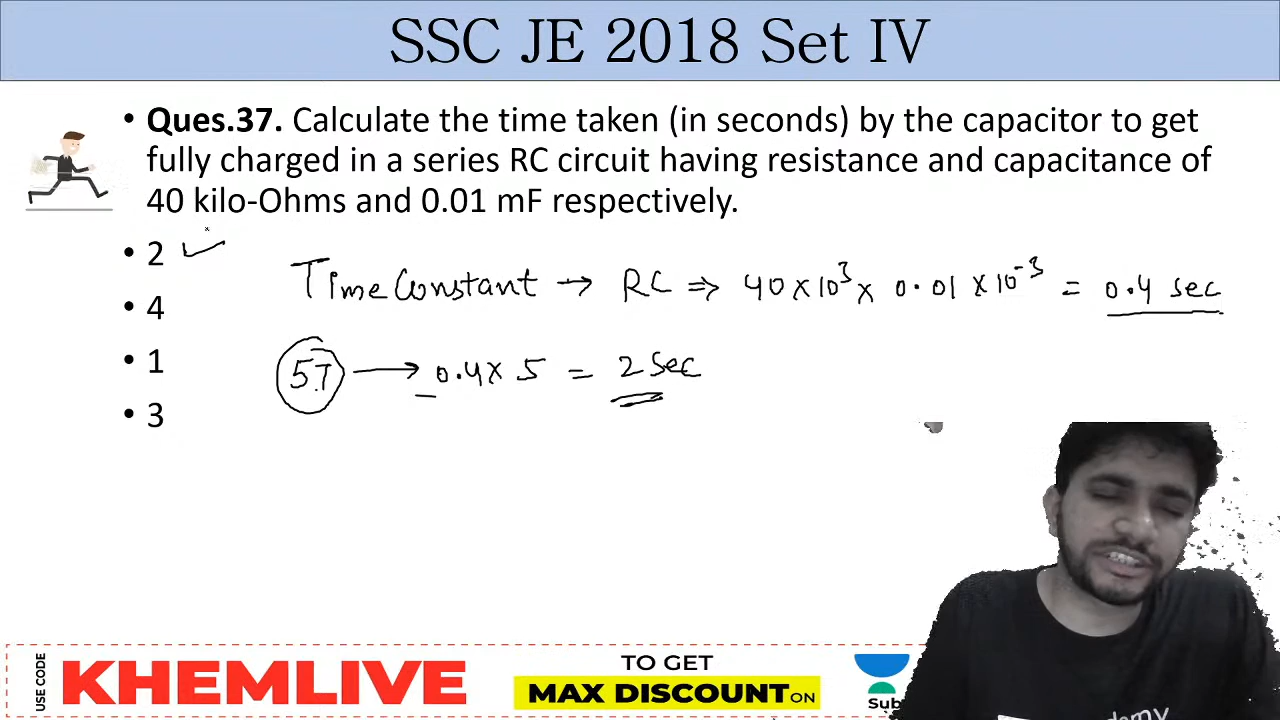 SSC JE 2018 Set IV
• Ques.37. Calculate the time taken (in seconds) by the capacitor to get
fully charged in a series RC circuit having resistance and capacitance of
40 kilo-Ohms and 0.01 mF respectively.
• 2 ✓
• 4
• 1
• 3
Time Constant → RC ⇒ 40×10³ × 0.01 ×10⁻³ = 0.4 sec
5T → 0.4× 5 = 2 Sec
USE CODE
KHEMLIVE
TO GET
MAX DISCOUNT ON
Sub
demy